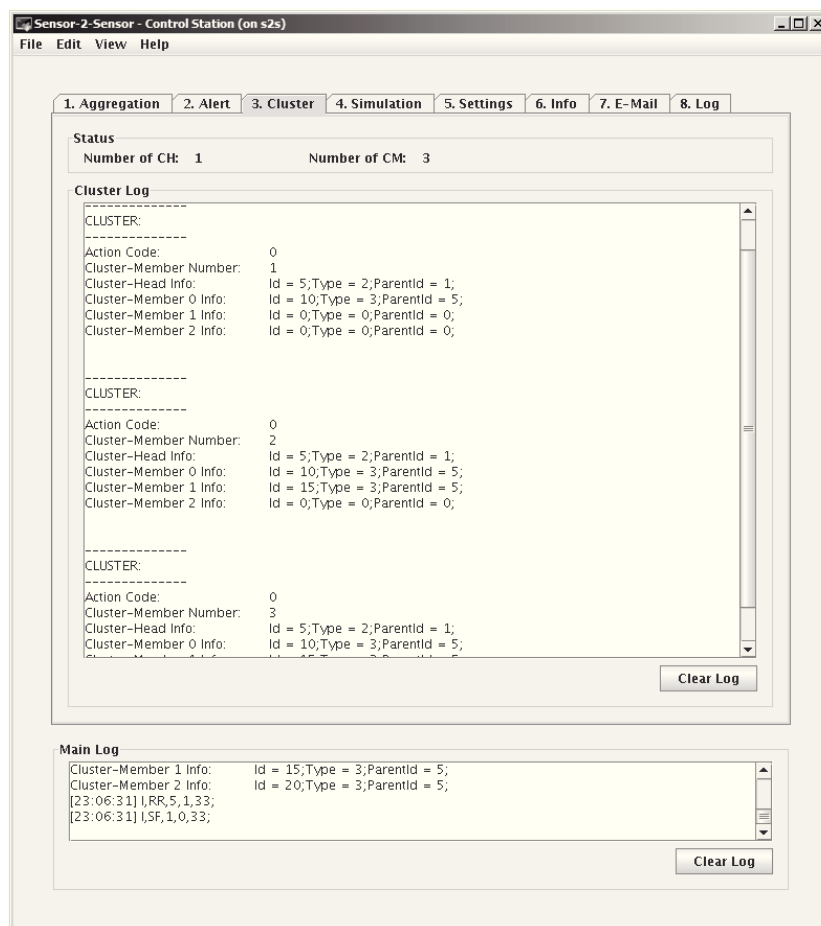 Sensor-2-Sensor - Control Station (on s2s)
File Edit View Help
1. Aggregation 2. Alert 3. Cluster 4. Simulation 5. Settings 6. Info 7. E-Mail 8. Log
Status
Number of CH: 1 Number of CM: 3
Cluster Log
--------------
CLUSTER:
--------------
Action Code: 0
Cluster-Member Number: 1
Cluster-Head Info: Id = 5;Type = 2;ParentId = 1;
Cluster-Member 0 Info: Id = 10;Type = 3;ParentId = 5;
Cluster-Member 1 Info: Id = 0;Type = 0;ParentId = 0;
Cluster-Member 2 Info: Id = 0;Type = 0;ParentId = 0;
--------------
CLUSTER:
--------------
Action Code: 0
Cluster-Member Number: 2
Cluster-Head Info: Id = 5;Type = 2;ParentId = 1;
Cluster-Member 0 Info: Id = 10;Type = 3;ParentId = 5;
Cluster-Member 1 Info: Id = 15;Type = 3;ParentId = 5;
Cluster-Member 2 Info: Id = 0;Type = 0;ParentId = 0;
--------------
CLUSTER:
--------------
Action Code: 0
Cluster-Member Number: 3
Cluster-Head Info: Id = 5;Type = 2;ParentId = 1;
Cluster-Member 0 Info: Id = 10;Type = 3;ParentId = 5;
Clear Log
Main Log
Cluster-Member 1 Info: Id = 15;Type = 3;ParentId = 5;
Cluster-Member 2 Info: Id = 20;Type = 3;ParentId = 5;
[23:06:31] I,RR,5,1,33;
[23:06:31] I,SF,1,0,33;
Clear Log